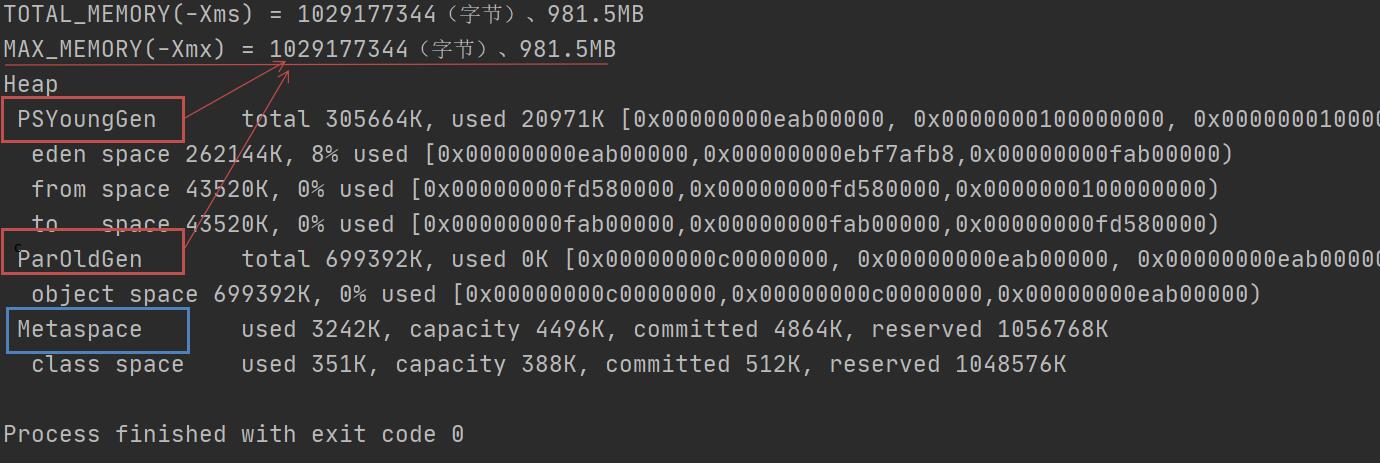 TOTAL_MEMORY(-Xms) = 1029177344（字节）、981.5MB
MAX_MEMORY(-Xmx) = 1029177344（字节）、981.5MB
Heap
PSYoungGen total 305664K, used 20971K [0x00000000eab00000, 0x0000000100000000, 0x000000010000
eden space 262144K, 8% used [0x00000000eab00000,0x00000000ebf7afb8,0x00000000fab00000)
from space 43520K, 0% used [0x00000000fd580000,0x00000000fd580000,0x0000000100000000)
to space 43520K, 0% used [0x00000000fab00000,0x00000000fab00000,0x00000000fd580000)
ParOldGen total 699392K, used 0K [0x00000000c0000000, 0x00000000eab00000, 0x00000000eab00000
object space 699392K, 0% used [0x00000000c0000000,0x00000000c0000000,0x00000000eab00000)
Metaspace used 3242K, capacity 4496K, committed 4864K, reserved 1056768K
class space used 351K, capacity 388K, committed 512K, reserved 1048576K
Process finished with exit code 0